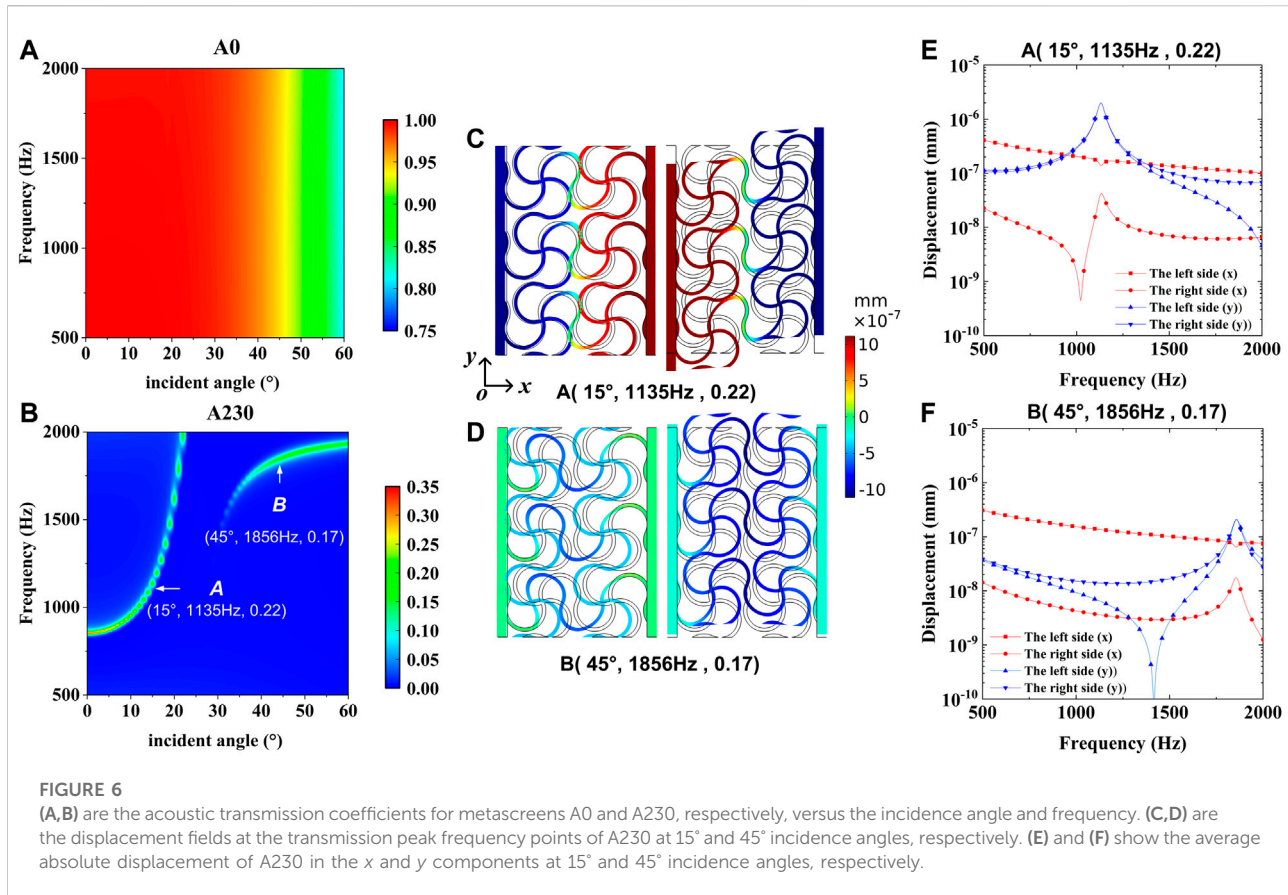 A
A0
Frequency (Hz)
2000
1500
1000
500
0
10
20
30
40
50
60
incident angle (°)
1.00
0.95
0.90
0.85
0.80
0.75
B
A230
Frequency (Hz)
2000
1500
1000
500
A
(15°, 1135Hz, 0.22)
B
(45°, 1856Hz, 0.17)
0
10
20
30
40
50
60
incident angle (°)
0.35
0.30
0.25
0.20
0.15
0.10
0.05
0.00
C
y
o
x
A( 15°, 1135Hz , 0.22)
D
B( 45°, 1856Hz , 0.17)
mm
×10⁻⁷
10
5
0
-5
-10
E
A( 15°, 1135Hz , 0.22)
Displacement (mm)
10⁻⁵
10⁻⁶
10⁻⁷
10⁻⁸
10⁻⁹
10⁻¹⁰
The left side (x)
The right side (x)
The left side (y))
The right side (y))
500
1000
1500
2000
Frequency (Hz)
F
B( 45°, 1856Hz , 0.17)
Displacement (mm)
10⁻⁵
10⁻⁶
10⁻⁷
10⁻⁸
10⁻⁹
10⁻¹⁰
The left side (x)
The right side (x)
The left side (y))
The right side (y))
500
1000
1500
2000
Frequency (Hz)
FIGURE 6
(A,B) are the acoustic transmission coefficients for metascreens A0 and A230, respectively, versus the incidence angle and frequency. (C,D) are
the displacement fields at the transmission peak frequency points of A230 at 15° and 45° incidence angles, respectively. (E) and (F) show the average
absolute displacement of A230 in the x and y components at 15° and 45° incidence angles, respectively.